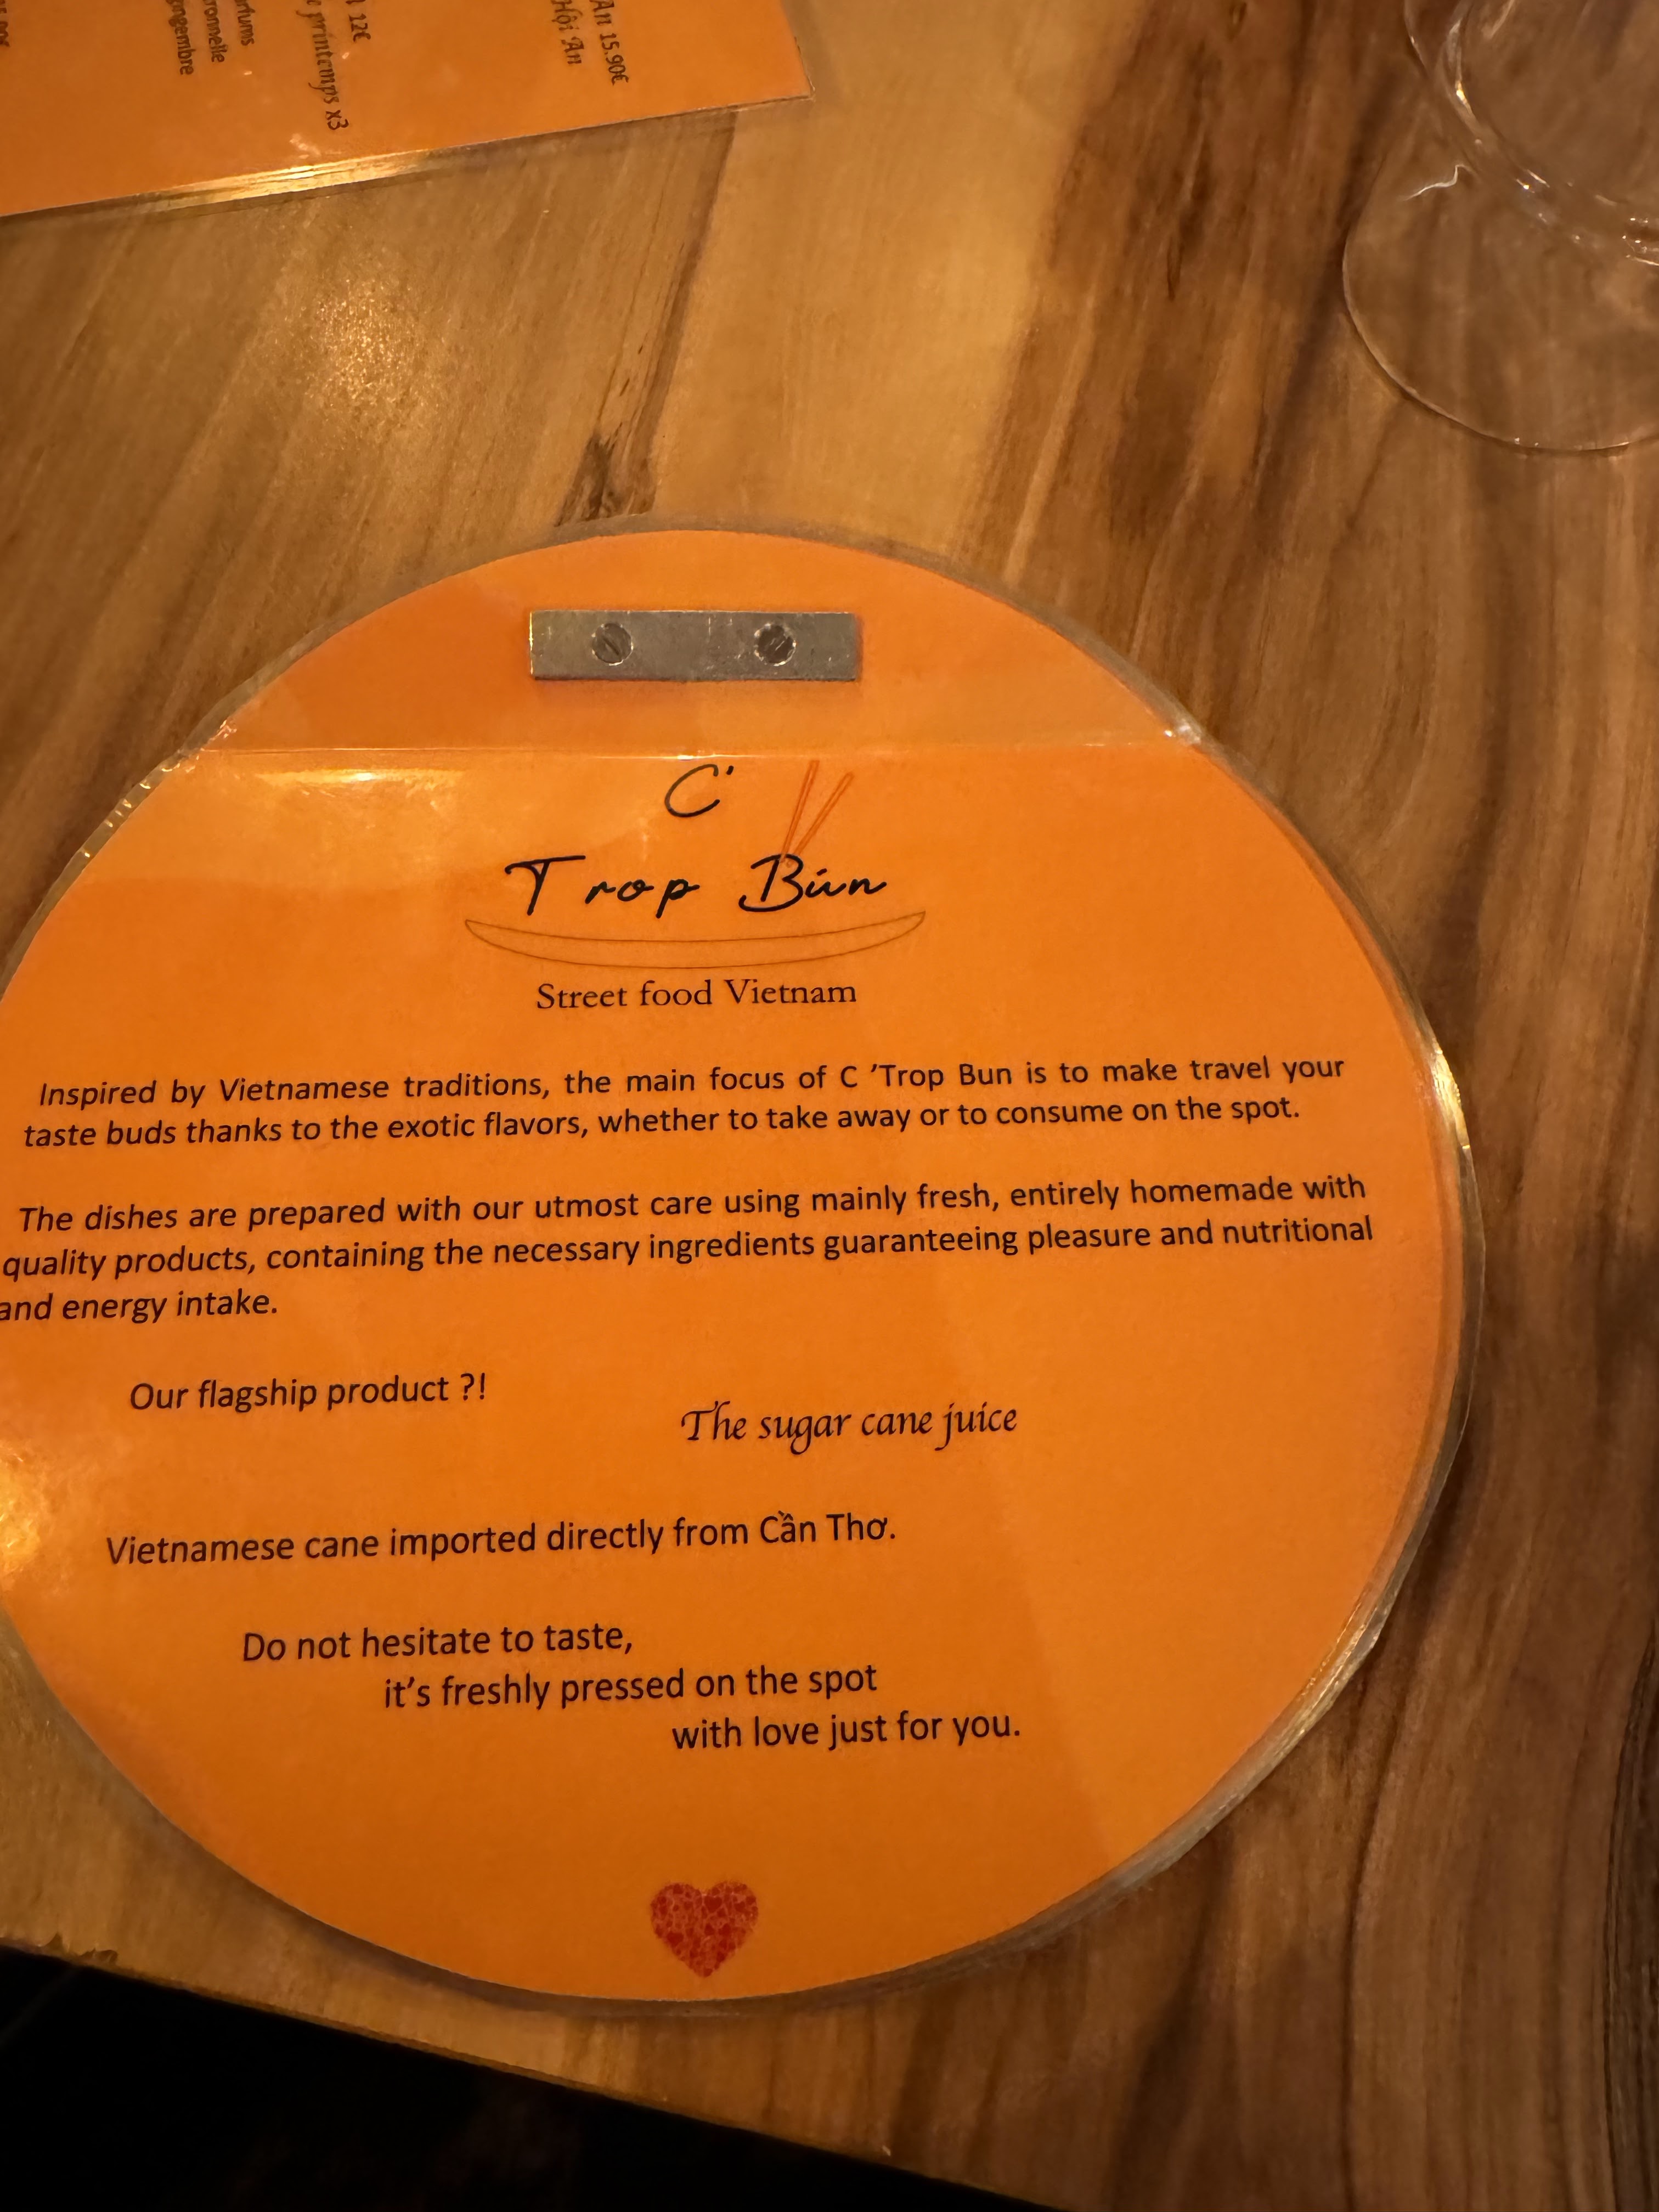 12€
printemps x3
An 15.90€
Hội An
C'
Trop Bún
Street food Vietnam
Inspired by Vietnamese traditions, the main focus of C 'Trop Bun is to make travel your
taste buds thanks to the exotic flavors, whether to take away or to consume on the spot.
The dishes are prepared with our utmost care using mainly fresh, entirely homemade with
quality products, containing the necessary ingredients guaranteeing pleasure and nutritional
and energy intake.
Our flagship product ?!
The sugar cane juice
Vietnamese cane imported directly from Cần Thơ.
Do not hesitate to taste,
it's freshly pressed on the spot
with love just for you.